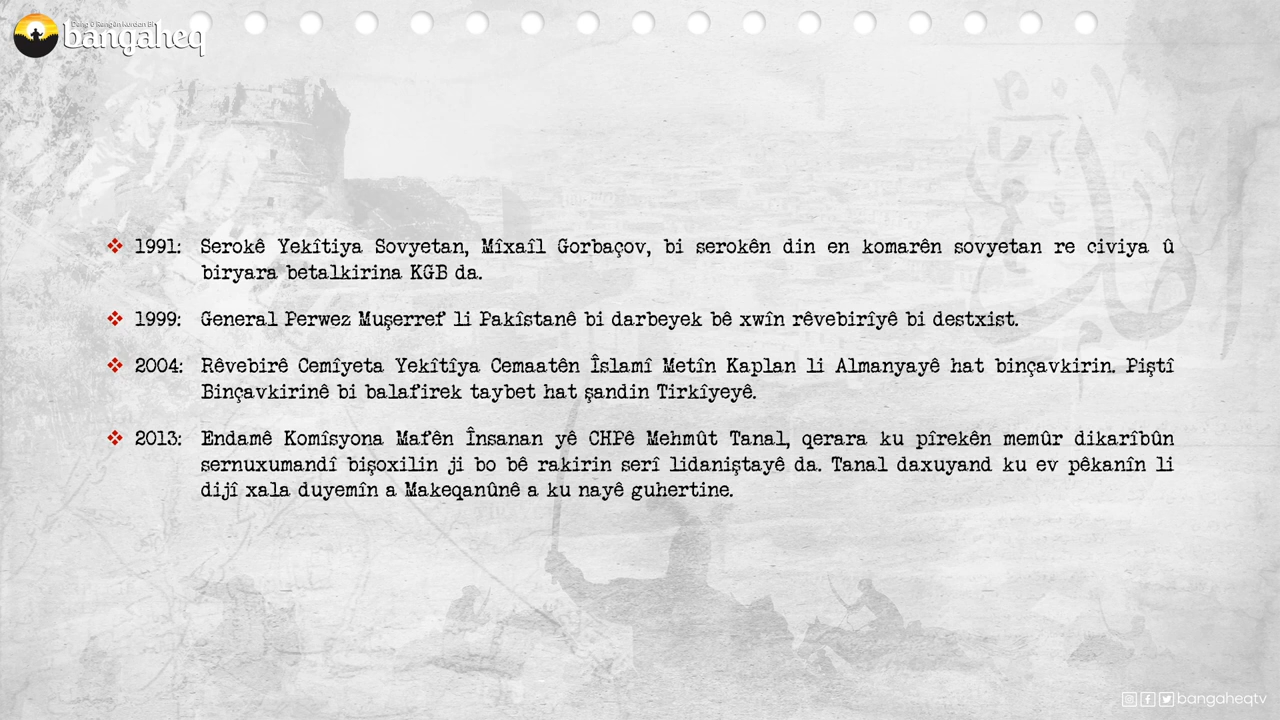 Deng û Rengên Kurdan Bi
bangaheq
❖ 1991: Serokê Yekîtiya Sovyetan, Mîxaîl Gorbaçov, bi serokên din en komarên sovyetan re civiya û
biryara betalkirina KGB da.
❖ 1999: General Perwez Muşerref li Pakîstanê bi darbeyek bê xwîn rêvebirîyê bi destxist.
❖ 2004: Rêvebirê Cemîyeta Yekîtîya Cemaatên Îslamî Metîn Kaplan li Almanyayê hat binçavkirin. Piştî
Binçavkirinê bi balafirek taybet hat şandin Tirkîyeyê.
❖ 2013: Endamê Komîsyona Mafên Însanan yê CHPê Mehmût Tanal, qerara ku pîrekên memûr dikarîbûn
sernuxumandî bişoxilin ji bo bê rakirin serî lidaniştayê da. Tanal daxuyand ku ev pêkanîn li
dijî xala duyemîn a Makeqanûnê a ku nayê guhertine.
bangaheqtv